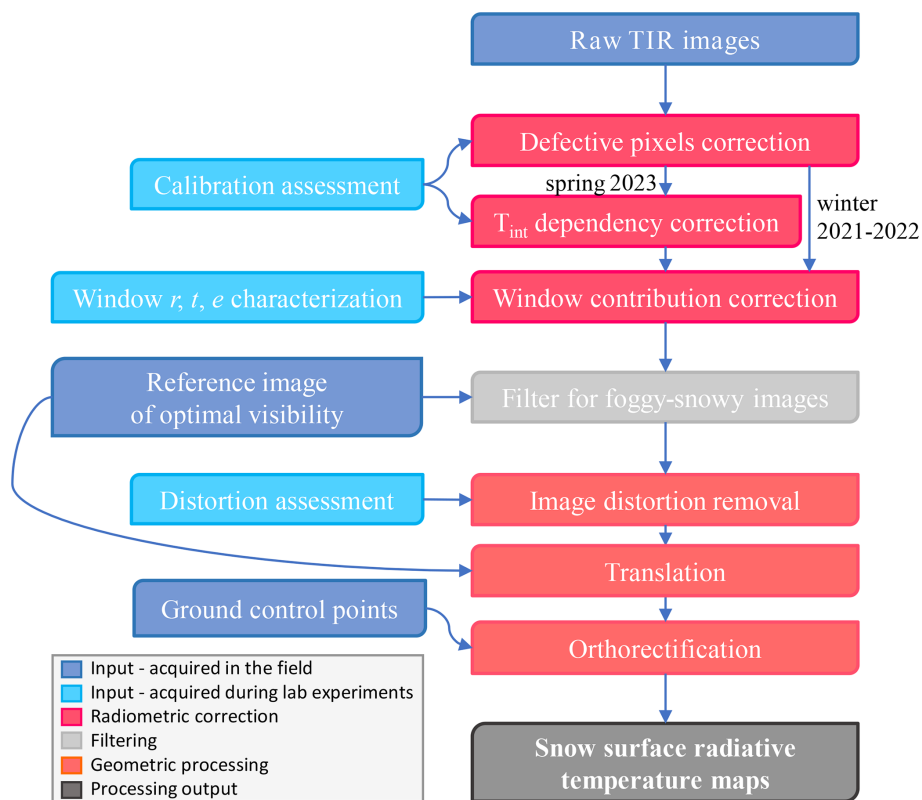 Raw TIR images
Defective pixels correction
Calibration assessment
spring 2023
winter
2021-2022
T_int dependency correction
Window r, t, e characterization
Window contribution correction
Reference image
of optimal visibility
Filter for foggy-snowy images
Distortion assessment
Image distortion removal
Translation
Ground control points
Orthorectification
Input - acquired in the field
Input - acquired during lab experiments
Radiometric correction
Filtering
Geometric processing
Processing output
Snow surface radiative
temperature maps